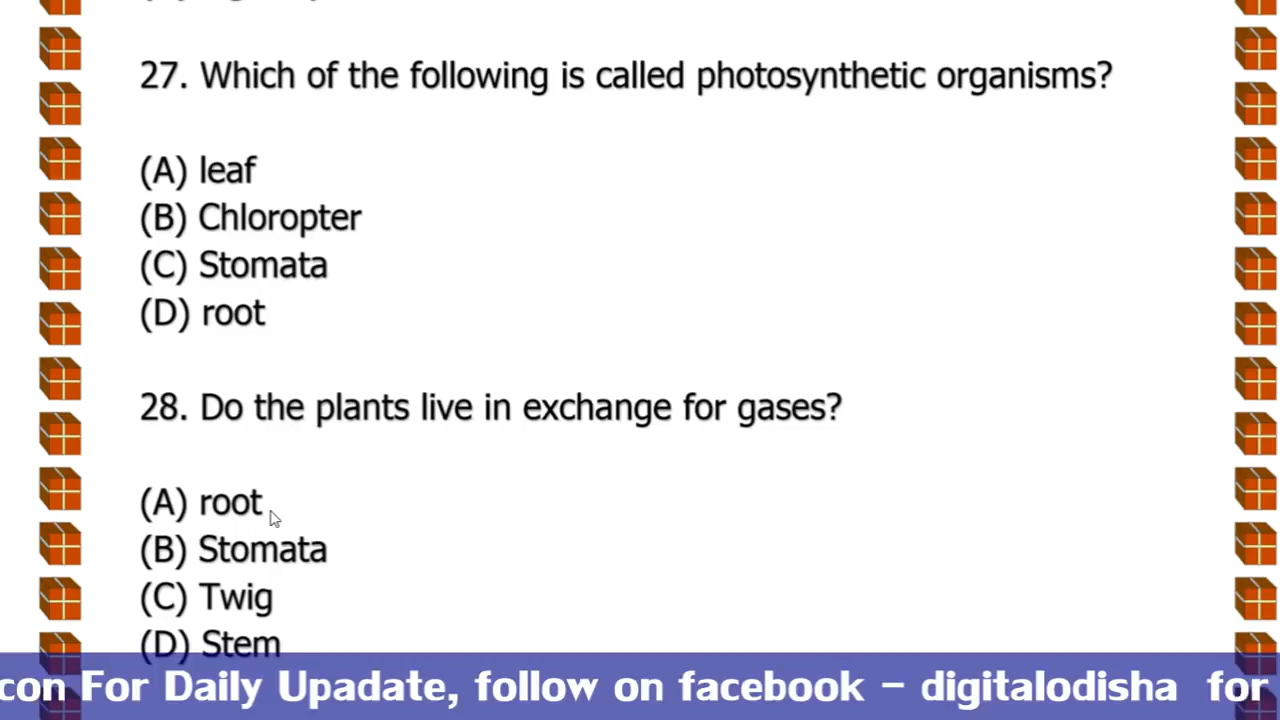 27. Which of the following is called photosynthetic organisms?
(A) leaf
(B) Chloropter
(C) Stomata
(D) root
28. Do the plants live in exchange for gases?
(A) root
(B) Stomata
(C) Twig
(D) Stem
con For Daily Upadate, follow on facebook - digitalodisha for